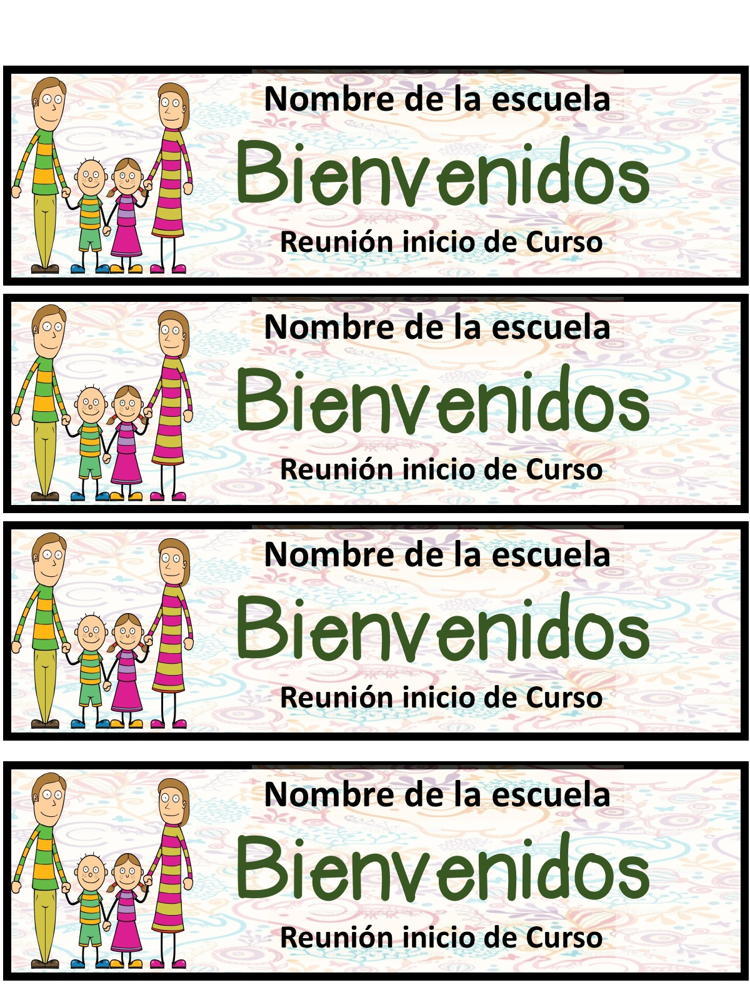 Nombre de la escuela
Bienvenidos
Reunión inicio de Curso
Nombre de la escuela
Bienvenidos
Reunión inicio de Curso
Nombre de la escuela
Bienvenidos
Reunión inicio de Curso
Nombre de la escuela
Bienvenidos
Reunión inicio de Curso